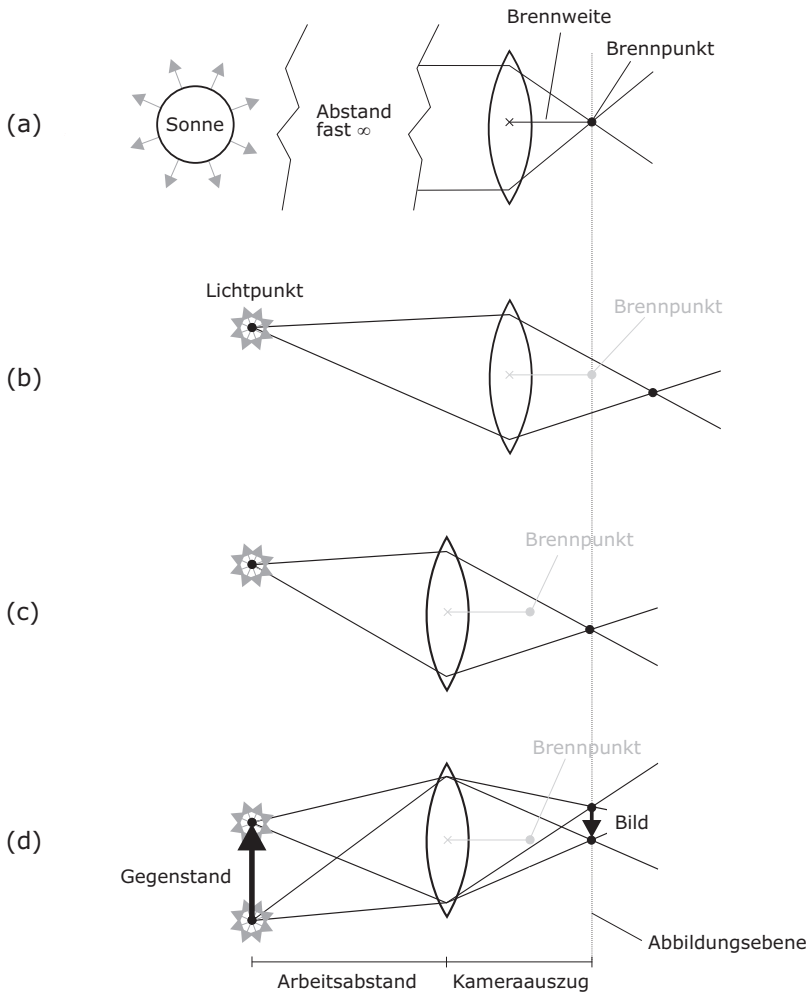 Brennweite
Brennpunkt
(a)
Sonne
Abstand
fast ∞
Lichtpunkt
Brennpunkt
(b)
Brennpunkt
(c)
Brennpunkt
Bild
(d)
Gegenstand
Abbildungsebene
Arbeitsabstand
Kameraauszug